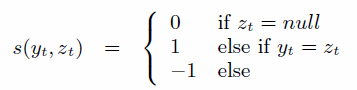 0 if z_t = null
s(y_t, z_t) = { 1 else if y_t = z_t
−1 else